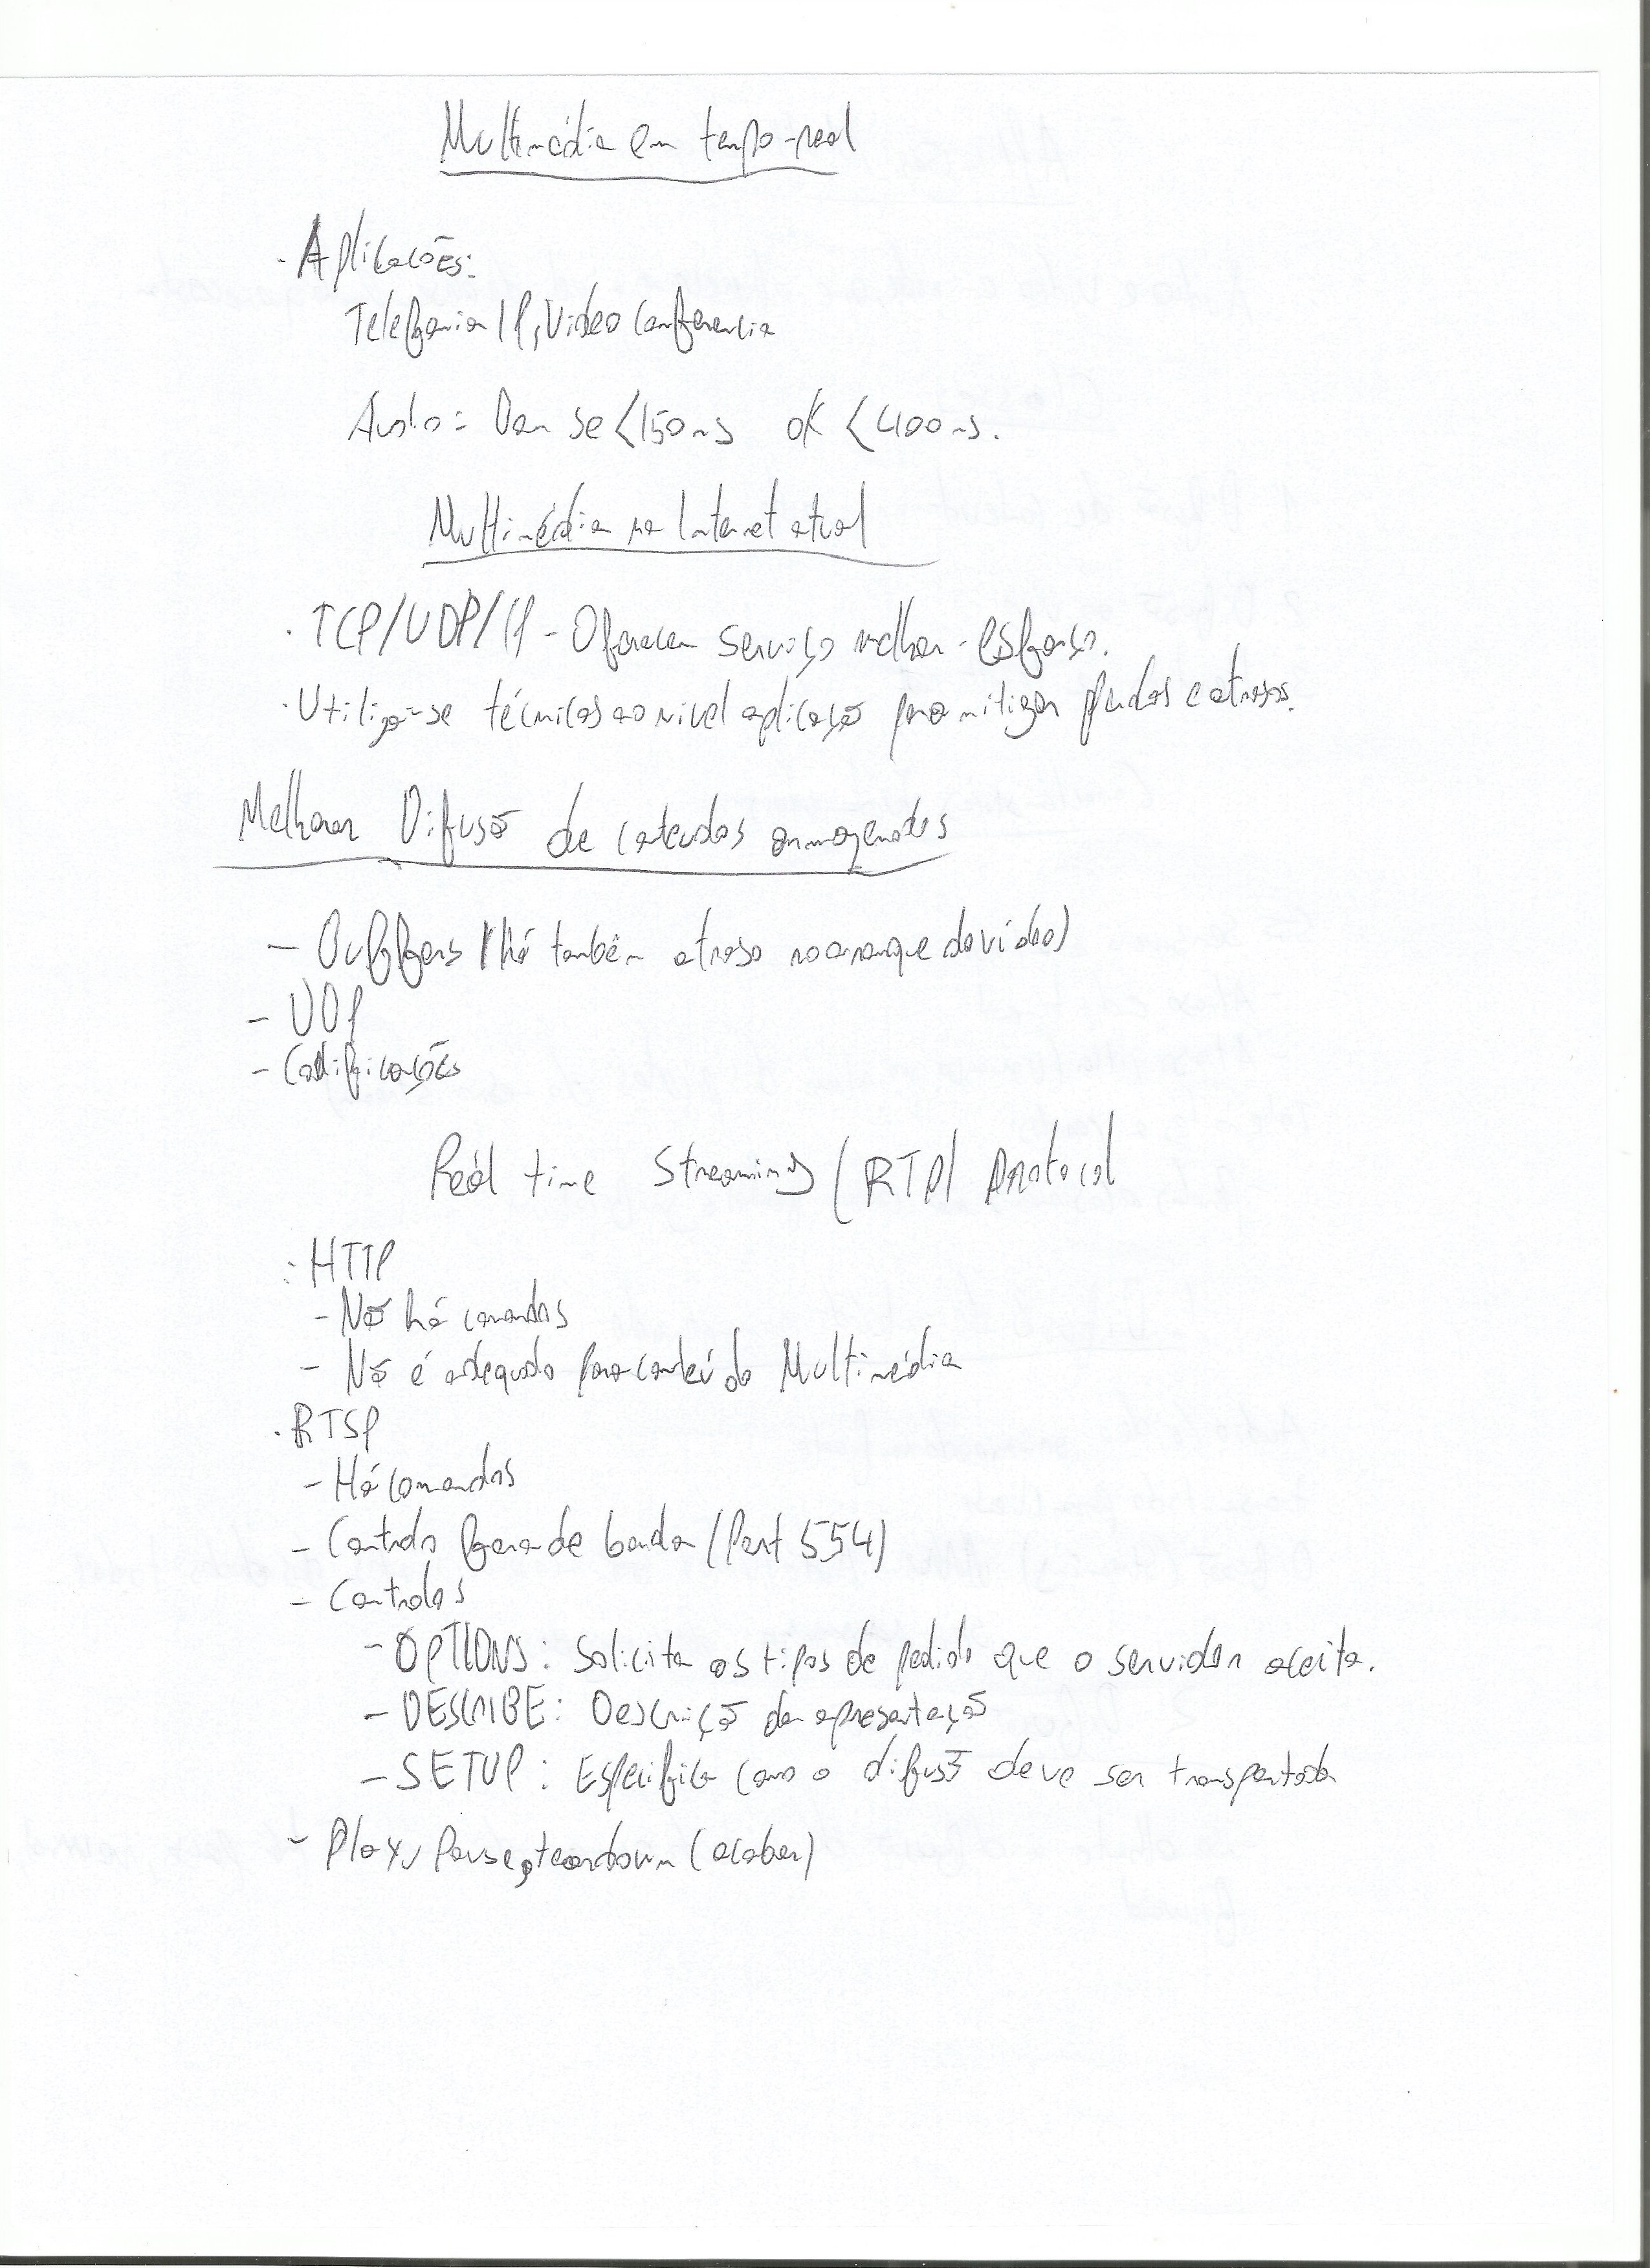 Multimédia em tempo-real
· Aplicações:
Telefonia IP, Video Conferencia
Audio: Bom se <150ms OK <400ms.
Multimédia na Internet atual
· TCP/UDP/IP - Oferecem serviço melhor-esforço.
· Utiliza-se técnicas ao nivel aplicação para mitigar perdas e atrasos.
Melhorar Difusão de conteudos armazenados
- Buffers (há também atraso no arranque do vídeo)
- UDP
- Codificações
Real time Streaming (RTP) Protocol
: HTTP
- Não há comandos
- Não é adequado para conteúdo Multimédia
· RTSP
- Há comandos
- Controlo fora de banda (Port 554)
- Controlos
- OPTIONS: Solicita os tipos de pedido que o servidor aceita.
- DESCRIBE: Descrição da apresentação
- SETUP: Especifica como a difusão deve ser transportada
- Play, Pause, teardown (acabar)